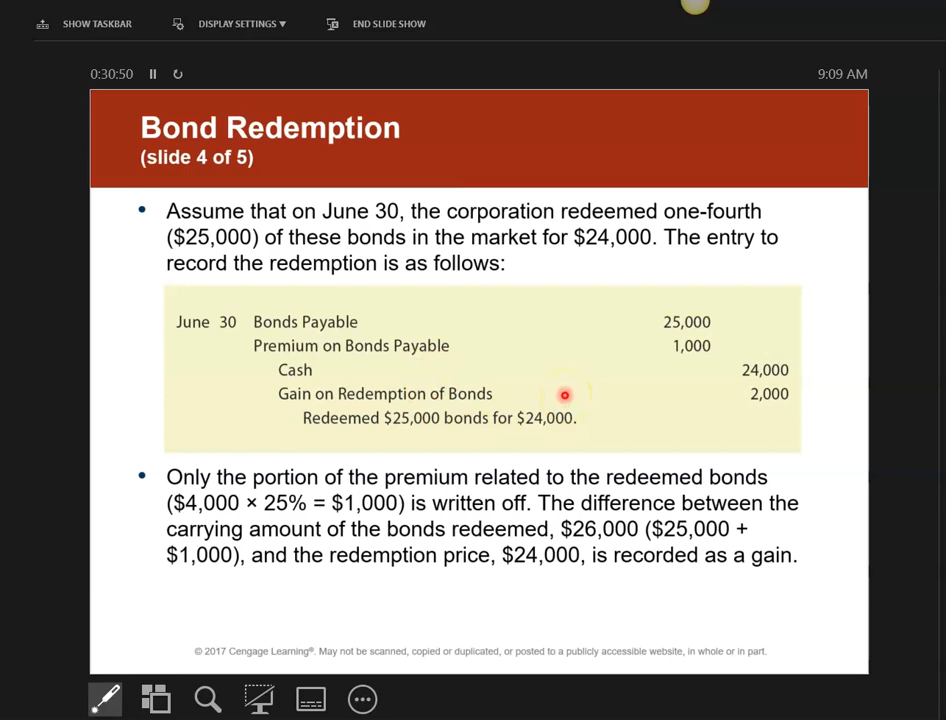 SHOW TASKBAR DISPLAY SETTINGS ▼ END SLIDE SHOW
0:30:50 9:09 AM
Bond Redemption
(slide 4 of 5)
• Assume that on June 30, the corporation redeemed one-fourth
($25,000) of these bonds in the market for $24,000. The entry to
record the redemption is as follows:
June 30 Bonds Payable 25,000
Premium on Bonds Payable 1,000
Cash 24,000
Gain on Redemption of Bonds 2,000
Redeemed $25,000 bonds for $24,000.
• Only the portion of the premium related to the redeemed bonds
($4,000 × 25% = $1,000) is written off. The difference between the
carrying amount of the bonds redeemed, $26,000 ($25,000 +
$1,000), and the redemption price, $24,000, is recorded as a gain.
© 2017 Cengage Learning®. May not be scanned, copied or duplicated, or posted to a publicly accessible website, in whole or in part.